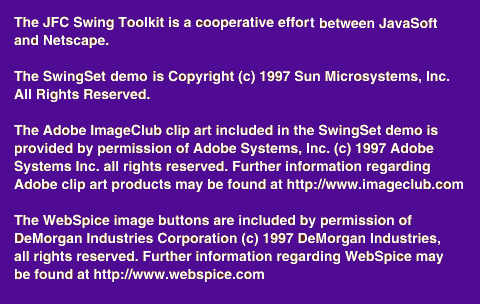 The JFC Swing Toolkit is a cooperative effort between JavaSoft
and Netscape.
The SwingSet demo is Copyright (c) 1997 Sun Microsystems, Inc.
All Rights Reserved.
The Adobe ImageClub clip art included in the SwingSet demo is
provided by permission of Adobe Systems, Inc. (c) 1997 Adobe
Systems Inc. all rights reserved. Further information regarding
Adobe clip art products may be found at http://www.imageclub.com
The WebSpice image buttons are included by permission of
DeMorgan Industries Corporation (c) 1997 DeMorgan Industries,
all rights reserved. Further information regarding WebSpice may
be found at http://www.webspice.com